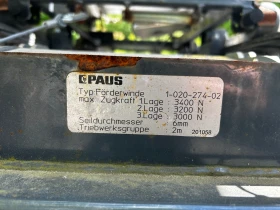 PAUS
Typ Förderwinde 1-020-274-02
max. Zugkraft 1 Lage : 3400 N
2 Lage : 3200 N
3 Lage : 3000 N
Seildurchmesser 6mm
Triebwerksgruppe 2m 201058